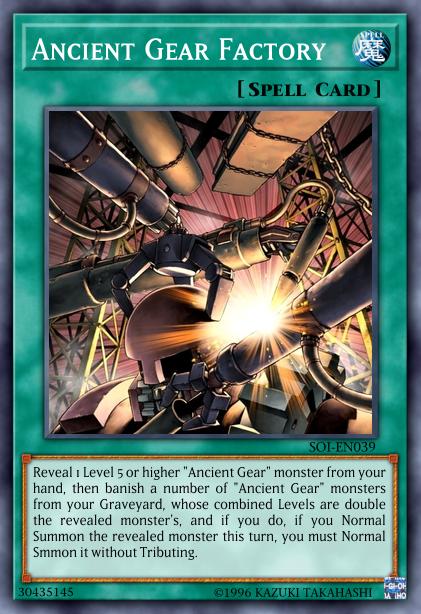 ANCIENT GEAR FACTORY
SPELL
魔
[ SPELL CARD ]
SOI-EN039
Reveal 1 Level 5 or higher "Ancient Gear" monster from your
hand, then banish a number of "Ancient Gear" monsters
from your Graveyard, whose combined Levels are double
the revealed monster's, and if you do, if you Normal
Summon the revealed monster this turn, you must Normal
Smmon it without Tributing.
30435145
©1996 KAZUKI TAKAHASHI